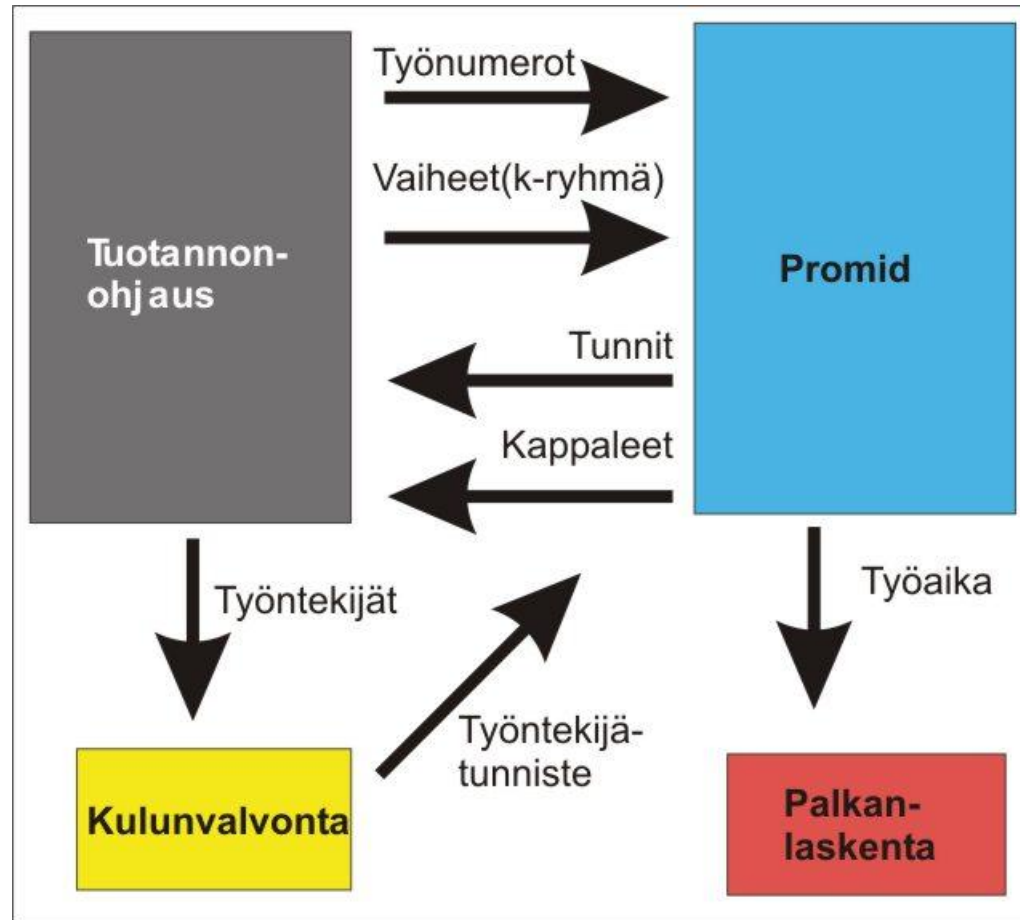 Työnumerot
Vaiheet(k-ryhmä)
Tuotannon-
ohjaus
Promid
Tunnit
Kappaleet
Työntekijät
Työaika
Työntekijä-
tunniste
Kulunvalvonta
Palkan-
laskenta